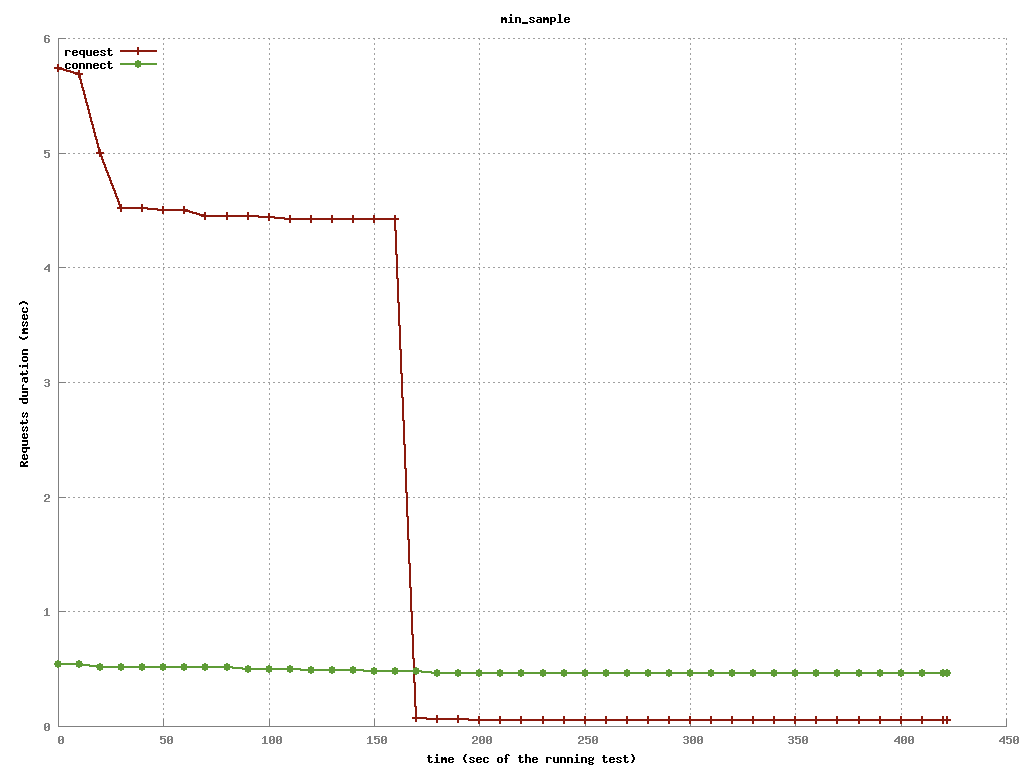 min_sample
6
request
connect
5
4
3
2
1
0
Requests duration (msec)
0 50 100 150 200 250 300 350 400 450
time (sec of the running test)